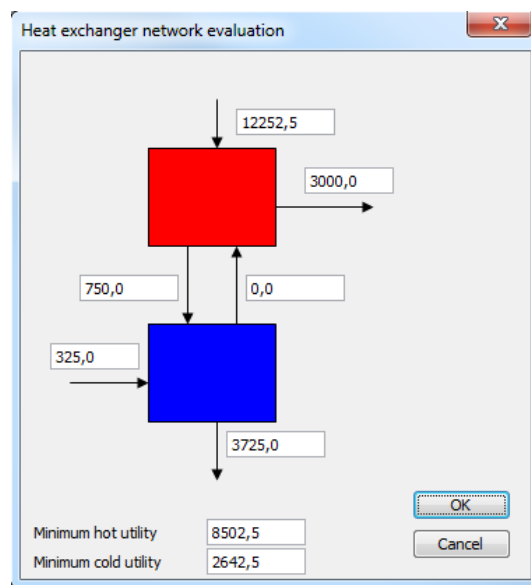 Heat exchanger network evaluation
12252,5
3000,0
750,0
0,0
325,0
3725,0
OK
Minimum hot utility 8502,5
Minimum cold utility 2642,5
Cancel